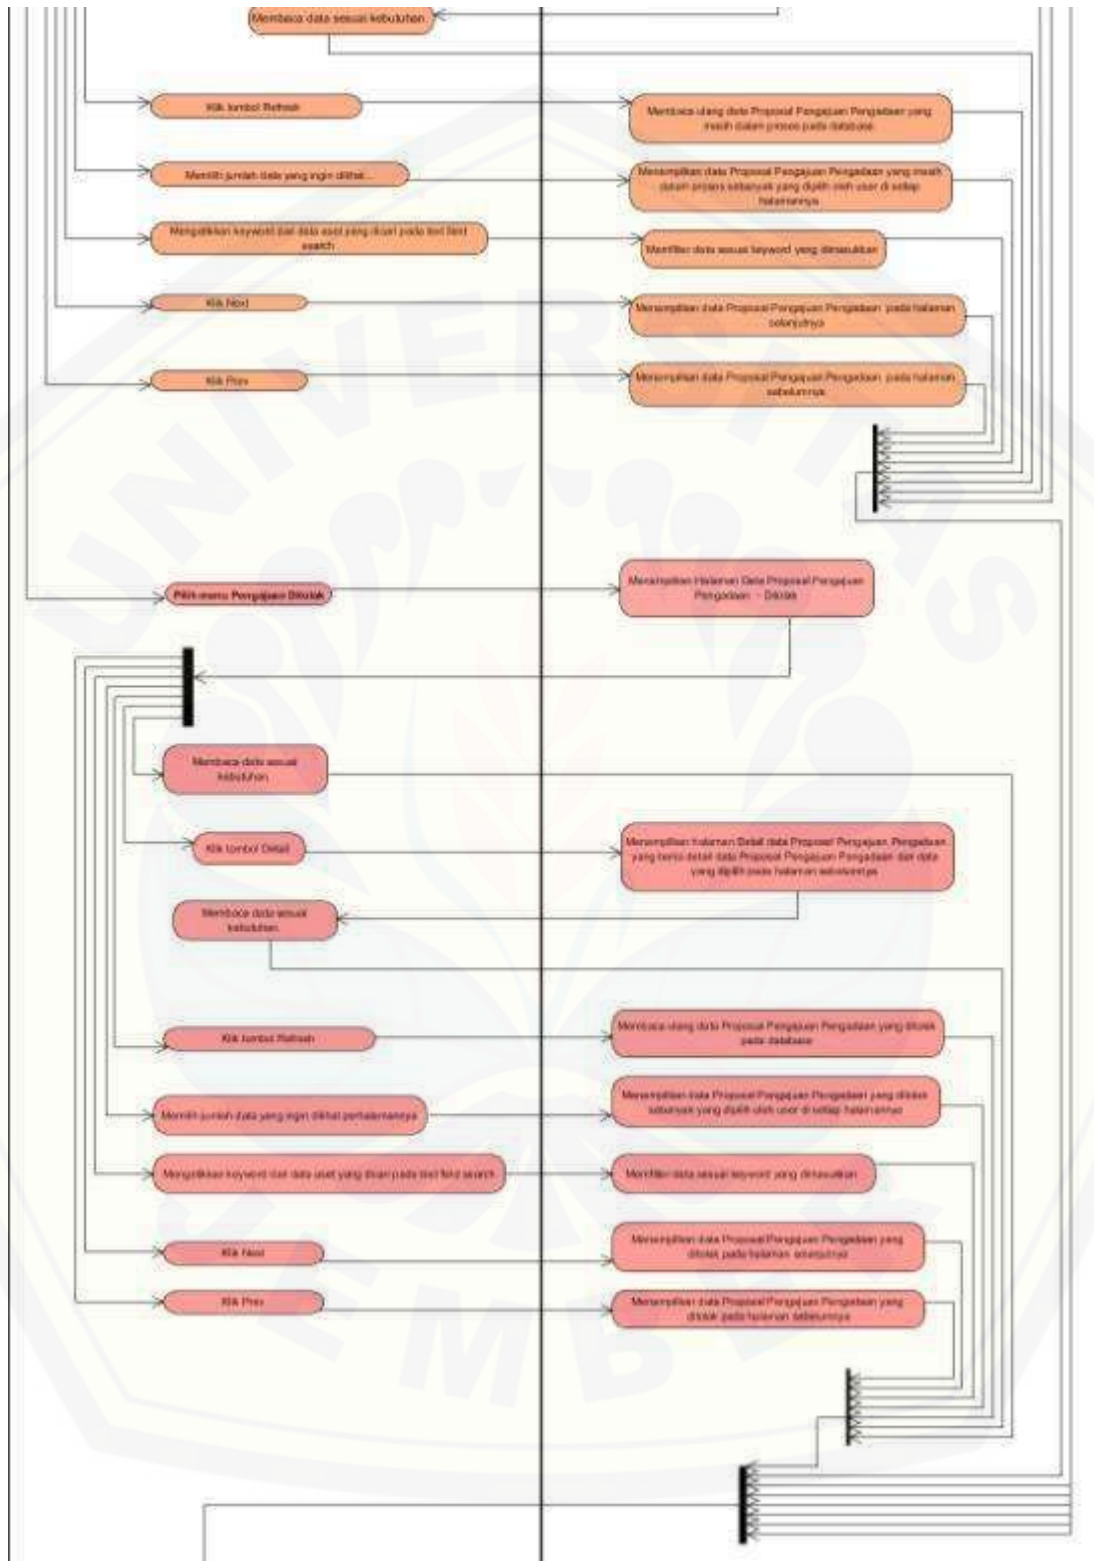 Membaca data sesuai kebutuhan
Klik tombol Refresh
Membaca ulang data Proposal Pengajuan Pengadaan yang
masih dalam proses pada database
Memilih jumlah data yang ingin dilihat...
Menampilkan data Proposal Pengajuan Pengadaan yang masih
dalam proses sebanyak yang dipilih oleh user di setiap
halamannya
Mengetikkan keyword dari data aset yang dicari pada text field
search
Memfilter data sesuai keyword yang dimasukkan
Klik Next
Menampilkan data Proposal Pengajuan Pengadaan pada halaman
selanjutnya
Klik Prev
Menampilkan data Proposal Pengajuan Pengadaan pada halaman
sebelumnya
Pilih menu Pengajuan Ditolak
Menampilkan Halaman Data Proposal Pengajuan
Pengadaan - Ditolak
Membaca data sesuai
kebutuhan
Klik tombol Detail
Menampilkan halaman Detail data Proposal Pengajuan Pengadaan
yang berisi detail data Proposal Pengajuan Pengadaan dari data
yang dipilih pada halaman sebelumnya
Membaca data sesuai
kebutuhan
Klik tombol Refresh
Membaca ulang data Proposal Pengajuan Pengadaan yang ditolak
pada database
Memilih jumlah data yang ingin dilihat perhalamannya
Menampilkan data Proposal Pengajuan Pengadaan yang ditolak
sebanyak yang dipilih oleh user di setiap halamannya
Mengetikkan keyword dari data aset yang dicari pada text field search
Memfilter data sesuai keyword yang dimasukkan
Klik Next
Menampilkan data Proposal Pengajuan Pengadaan yang
ditolak pada halaman selanjutnya
Klik Prev
Menampilkan data Proposal Pengajuan Pengadaan yang
ditolak pada halaman sebelumnya
UNIVERSITAS
JEMBER